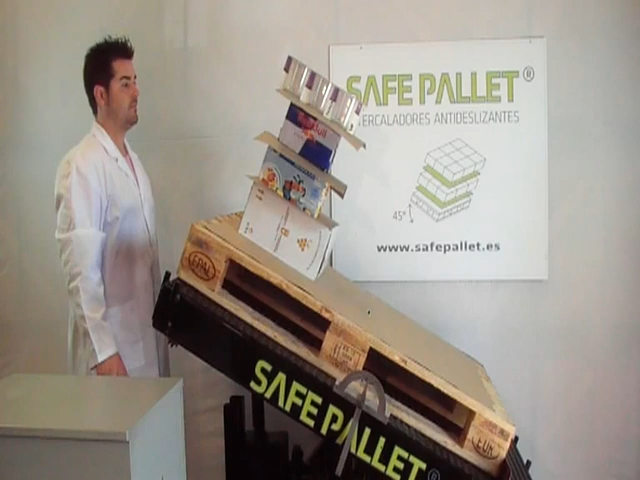 SAFE PALLET®
INTERCALADORES ANTIDESLIZANTES
45°
www.safepallet.es
EPAL
SAFE PALLET®
EUR